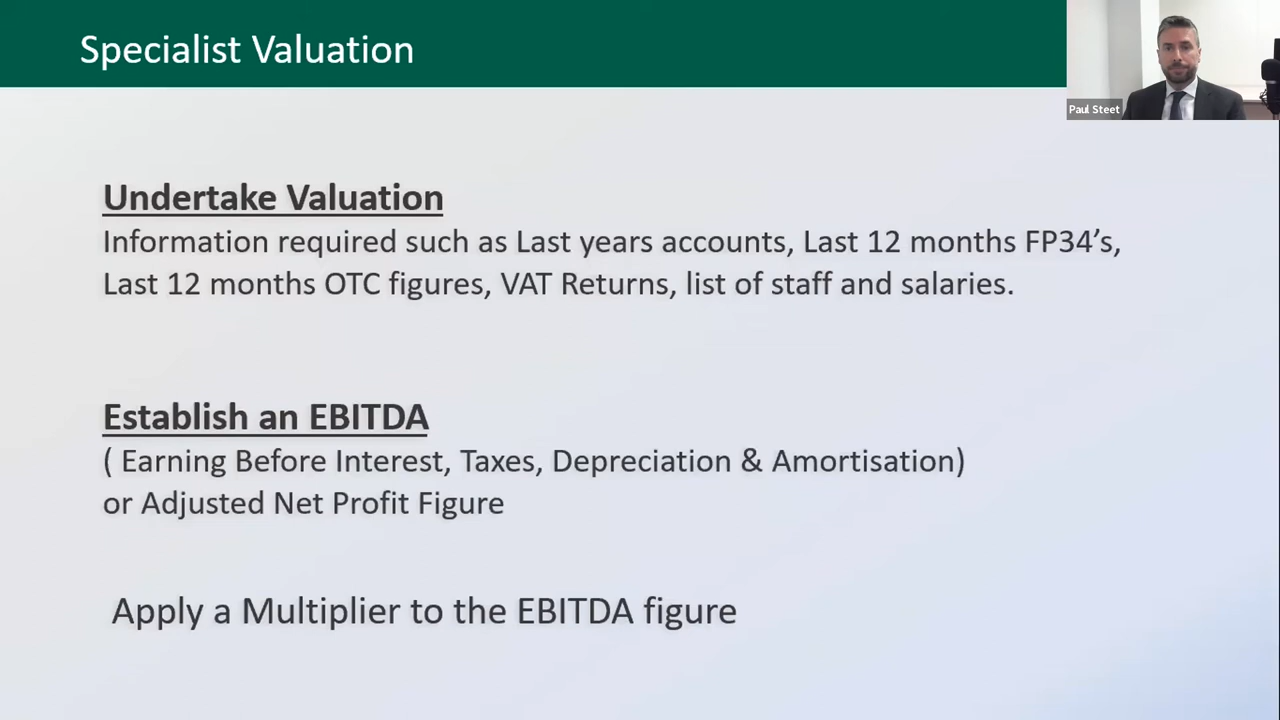 Specialist Valuation
Paul Steet
Undertake Valuation
Information required such as Last years accounts, Last 12 months FP34’s,
Last 12 months OTC figures, VAT Returns, list of staff and salaries.
Establish an EBITDA
( Earning Before Interest, Taxes, Depreciation & Amortisation)
or Adjusted Net Profit Figure
Apply a Multiplier to the EBITDA figure